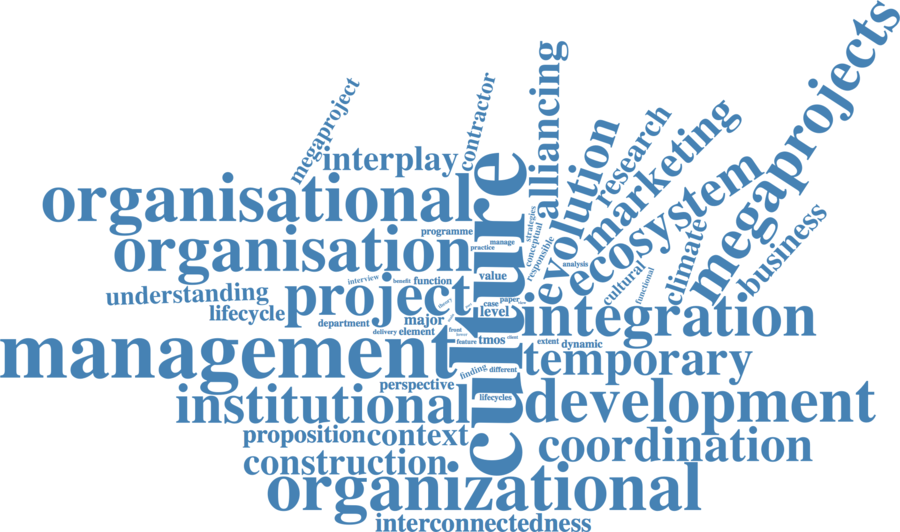 megaproject
contractor
alliancing
megaprojects
interplay
organisational
culture
evolution
research
marketing
ecosystem
programme
manage
practice
strategies
conceptual
responsible
organisation
analysis
cultural
functional
climate
business
understanding
interview
benefit
function
value
project
theory
case
paper
level
lifecycle
department
major
integration
delivery
element
front
feature
tmos
extent
dynamic
management
finding
different
temporary
perspective
lifecycles
institutional
development
proposition
context
coordination
construction
organizational
interconnectedness